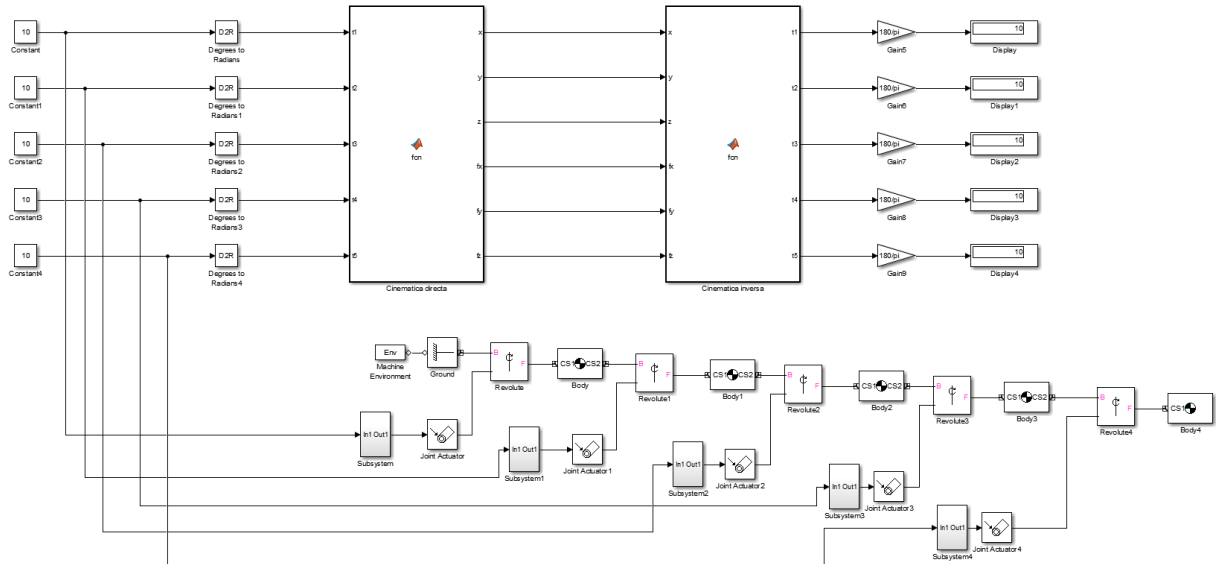 10
Constant
D2R
Degrees to
Radians
t1
x
x
t1
180/pi
Gain5
10
Display
10
Constant1
D2R
Degrees to
Radians1
t2
y
y
t2
180/pi
Gain6
10
Display1
10
Constant2
D2R
Degrees to
Radians2
t3
z
z
fcn
fcn
t3
180/pi
Gain7
10
Display2
10
Constant3
D2R
Degrees to
Radians3
t4
fx
fx
t4
180/pi
Gain8
10
Display3
10
Constant4
D2R
Degrees to
Radians4
t5
fy
fy
fz
fz
t5
180/pi
Gain9
10
Display4
Cinematica directa
Cinematica inversa
Env
Machine
Environment
Ground
B
F
Revolute
CS1 CS2
Body
B
F
Revolute1
CS1 CS2
Body1
B
F
Revolute2
CS1 CS2
Body2
B
F
Revolute3
CS1 CS2
Body3
B
F
Revolute4
CS1
Body4
In1 Out1
Subsystem
Joint Actuator
In1 Out1
Subsystem1
Joint Actuator1
In1 Out1
Subsystem2
Joint Actuator2
In1 Out1
Subsystem3
Joint Actuator3
In1 Out1
Subsystem4
Joint Actuator4